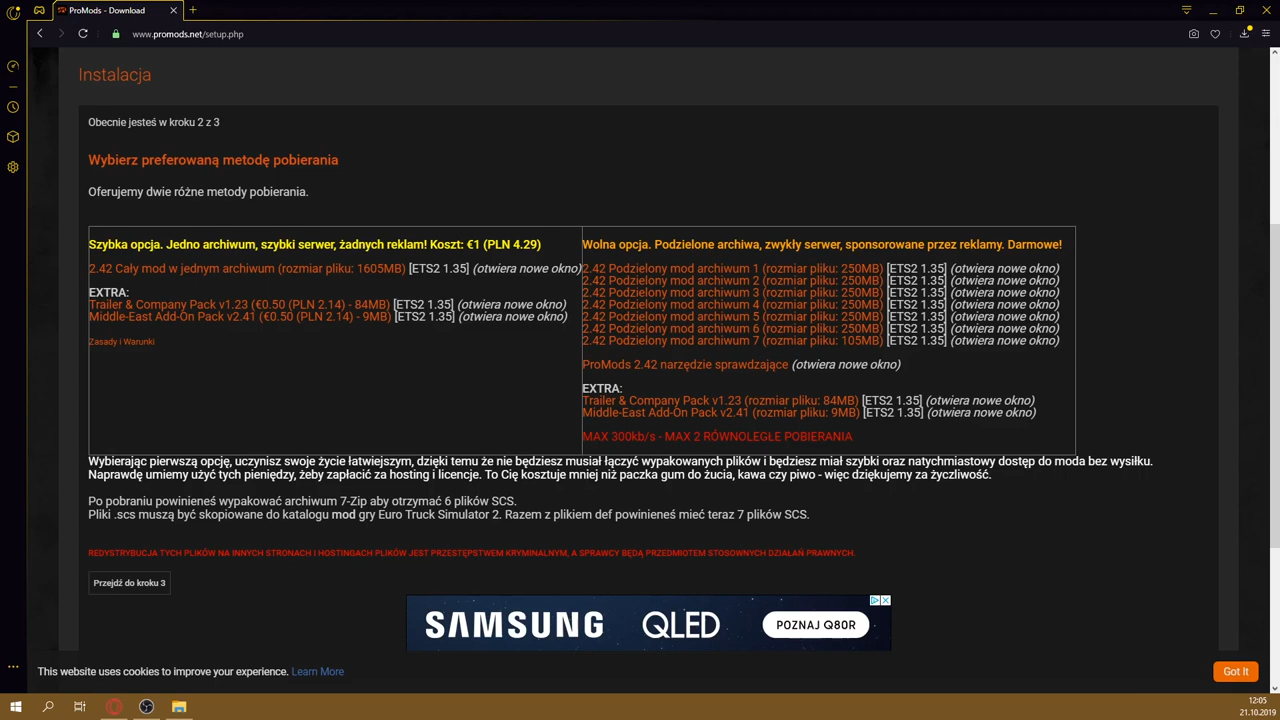 ProMods - Download
www.promods.net/setup.php
Instalacja
Obecnie jesteś w kroku 2 z 3
Wybierz preferowaną metodę pobierania
Oferujemy dwie różne metody pobierania.
Szybka opcja. Jedno archiwum, szybki serwer, żadnych reklam! Koszt: €1 (PLN 4.29)
2.42 Cały mod w jednym archiwum (rozmiar pliku: 1605MB) [ETS2 1.35] (otwiera nowe okno)
EXTRA:
Trailer & Company Pack v1.23 (€0.50 (PLN 2.14) - 84MB) [ETS2 1.35] (otwiera nowe okno)
Middle-East Add-On Pack v2.41 (€0.50 (PLN 2.14) - 9MB) [ETS2 1.35] (otwiera nowe okno)
Zasady i Warunki
Wolna opcja. Podzielone archiwa, zwykły serwer, sponsorowane przez reklamy. Darmowe!
2.42 Podzielony mod archiwum 1 (rozmiar pliku: 250MB) [ETS2 1.35] (otwiera nowe okno)
2.42 Podzielony mod archiwum 2 (rozmiar pliku: 250MB) [ETS2 1.35] (otwiera nowe okno)
2.42 Podzielony mod archiwum 3 (rozmiar pliku: 250MB) [ETS2 1.35] (otwiera nowe okno)
2.42 Podzielony mod archiwum 4 (rozmiar pliku: 250MB) [ETS2 1.35] (otwiera nowe okno)
2.42 Podzielony mod archiwum 5 (rozmiar pliku: 250MB) [ETS2 1.35] (otwiera nowe okno)
2.42 Podzielony mod archiwum 6 (rozmiar pliku: 250MB) [ETS2 1.35] (otwiera nowe okno)
2.42 Podzielony mod archiwum 7 (rozmiar pliku: 105MB) [ETS2 1.35] (otwiera nowe okno)
ProMods 2.42 narzędzie sprawdzające (otwiera nowe okno)
EXTRA:
Trailer & Company Pack v1.23 (rozmiar pliku: 84MB) [ETS2 1.35] (otwiera nowe okno)
Middle-East Add-On Pack v2.41 (rozmiar pliku: 9MB) [ETS2 1.35] (otwiera nowe okno)
MAX 300kb/s - MAX 2 RÓWNOLEGŁE POBIERANIA
Wybierając pierwszą opcję, uczynisz swoje życie łatwiejszym, dzięki temu że nie będziesz musiał łączyć wypakowanych plików i będziesz miał szybki oraz natychmiastowy dostęp do moda bez wysiłku.
Naprawdę umiemy użyć tych pieniędzy, żeby zapłacić za hosting i licencje. To Cię kosztuje mniej niż paczka gum do żucia, kawa czy piwo - więc dziękujemy za życzliwość.
Po pobraniu powinieneś wypakować archiwum 7-Zip aby otrzymać 6 plików SCS.
Pliki .scs muszą być skopiowane do katalogu mod gry Euro Truck Simulator 2. Razem z plikiem def powinieneś mieć teraz 7 plików SCS.
REDYSTRYBUCJA TYCH PLIKÓW NA INNYCH STRONACH I HOSTINGACH PLIKÓW JEST PRZESTĘPSTWEM KRYMINALNYM, A SPRAWCY BĘDĄ PRZEDMIOTEM STOSOWNYCH DZIAŁAŃ PRAWNYCH.
Przejdź do kroku 3
SAMSUNG QLED POZNAJ Q80R
This website uses cookies to improve your experience. Learn More
Got It
12:05
21.10.2019